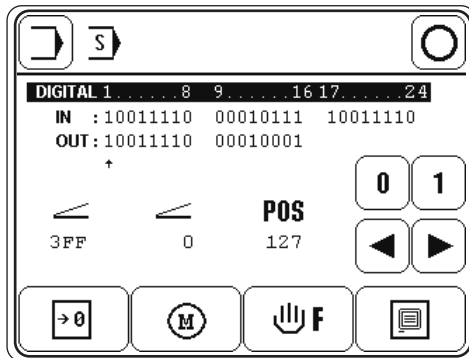 S
DIGITAL 1......8 9......16 17......24
IN :10011110 00010111 10011110
OUT:10011110 00010001
0 1
POS
3FF 0 127
→0 M F